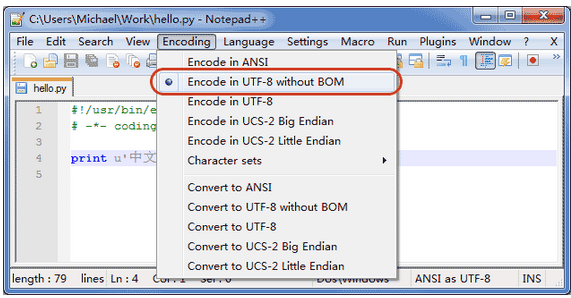 C:\Users\Michael\Work\hello.py - Notepad++
File Edit Search View Encoding Language Settings Macro Run Plugins Window ? X
hello.py
Encode in ANSI
Encode in UTF-8 without BOM
Encode in UTF-8
Encode in UCS-2 Big Endian
Encode in UCS-2 Little Endian
Character sets
Convert to ANSI
Convert to UTF-8 without BOM
Convert to UTF-8
Convert to UCS-2 Big Endian
Convert to UCS-2 Little Endian
1 #!/usr/bin/e
2 # -*- coding
3
4 print u'中文
5
length : 79 lines Ln : 4 Col : 1 Sel : 0 Dos\Windows ANSI as UTF-8 INS